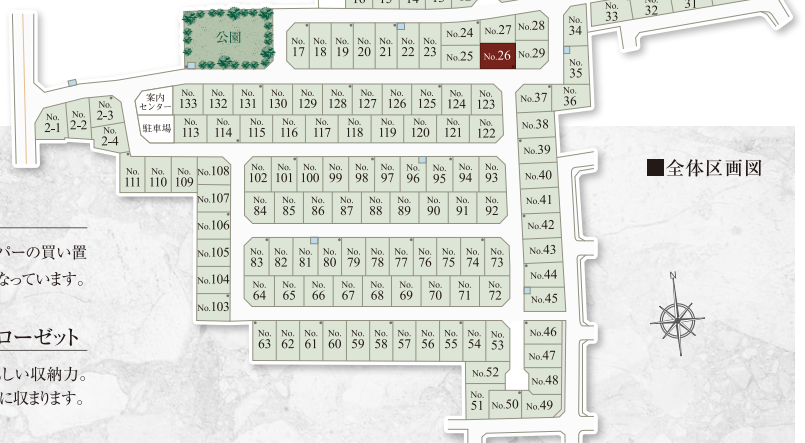 No. 33
32
31
No. 34
No. 17
No. 18
No. 19
No. 20
No. 21
No. 22
No. 23
No.24
No.27
No.28
No.25
No.26
No.29
公園
No. 35
No. 36
No.37
案内センター
No. 133
No. 132
No. 131
No. 130
No. 129
No. 128
No. 127
No. 126
No. 125
No. 124
No. 123
No. 2-1
No. 2-2
No. 2-3
No. 2-4
駐車場
No. 113
No. 114
No. 115
No. 116
No. 117
No. 118
No. 119
No. 120
No. 121
No. 122
No.38
No.39
No.40
No.41
No.42
No.43
No.44
No.45
No. 111
No. 110
No. 109
No.108
No.107
No.106
No.105
No.104
No.103
No. 102
No. 101
No. 100
No. 99
No. 98
No. 97
No. 96
No. 95
No. 94
No. 93
No. 84
No. 85
No. 86
No. 87
No. 88
No. 89
No. 90
No. 91
No. 92
No. 83
No. 82
No. 81
No. 80
No. 79
No. 78
No. 77
No. 76
No. 75
No. 74
No. 73
No. 64
No. 65
No. 66
No. 67
No. 68
No. 69
No. 70
No. 71
No. 72
No. 63
No. 62
No. 61
No. 60
No. 59
No. 58
No. 57
No. 56
No. 55
No. 54
No. 53
No.46
No.47
No.48
No.52
No. 51
No.50
No.49
■全体区画図
N
パーの買い置
なっています。
ローゼット
しい収納力。
に収まります。